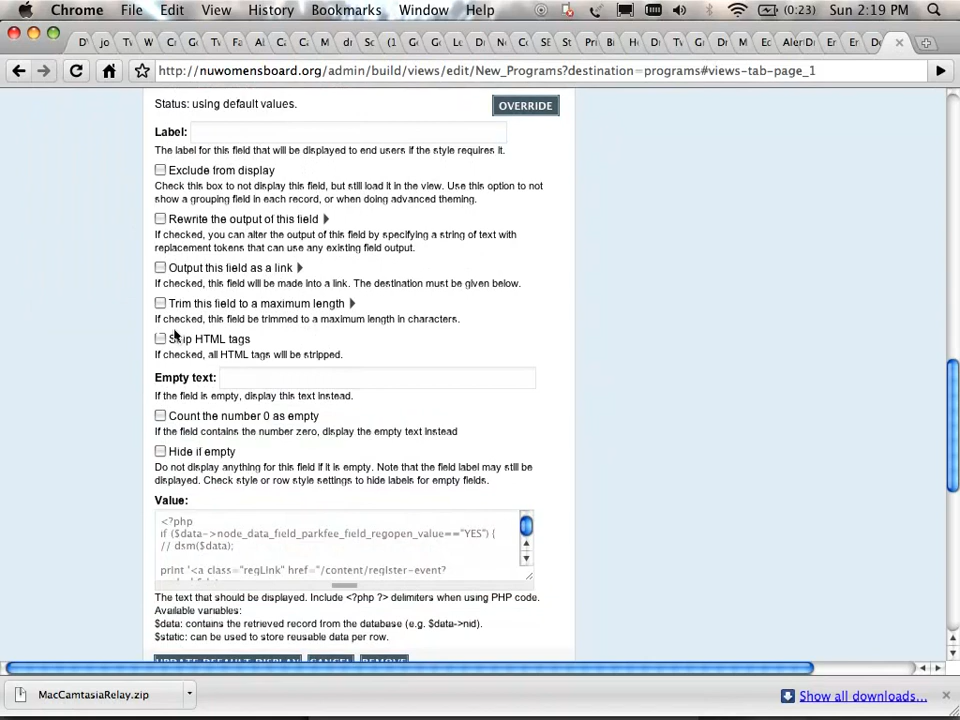 Chrome File Edit View History Bookmarks Window Help (0:23) Sun 2:19 PM
http://nuwomensboard.org/admin/build/views/edit/New_Programs?destination=programs#views-tab-page_1
Status: using default values. OVERRIDE
Label:
The label for this field that will be displayed to end users if the style requires it.
Exclude from display
Check this box to not display this field, but still load it in the view. Use this option to not
show a grouping field in each record, or when doing advanced theming.
Rewrite the output of this field
If checked, you can alter the output of this field by specifying a string of text with
replacement tokens that can use any existing field output.
Output this field as a link
If checked, this field will be made into a link. The destination must be given below.
Trim this field to a maximum length
If checked, this field be trimmed to a maximum length in characters.
HTML tags
If checked, all HTML tags will be stripped.
Empty text:
If the field is empty, display this text instead.
Count the number 0 as empty
If the field contains the number zero, display the empty text instead
Hide if empty
Do not display anything for this field if it is empty. Note that the field label may still be
displayed. Check style or row style settings to hide labels for empty fields.
Value:
<?php
if ($data->node_data_field_parkfee_field_regopen_value=="YES") {
// dsm($data);
print '<a class="regLink" href="/content/register-event?
The text that should be displayed. Include <?php ?> delimiters when using PHP code.
Available variables:
$data: contains the retrieved record from the database (e.g. $data->nid).
$static: can be used to store reusable data per row.
UPDATE DEFAULT DISPLAY CANCEL REMOVE
MacCamtasiaRelay.zip Show all downloads...